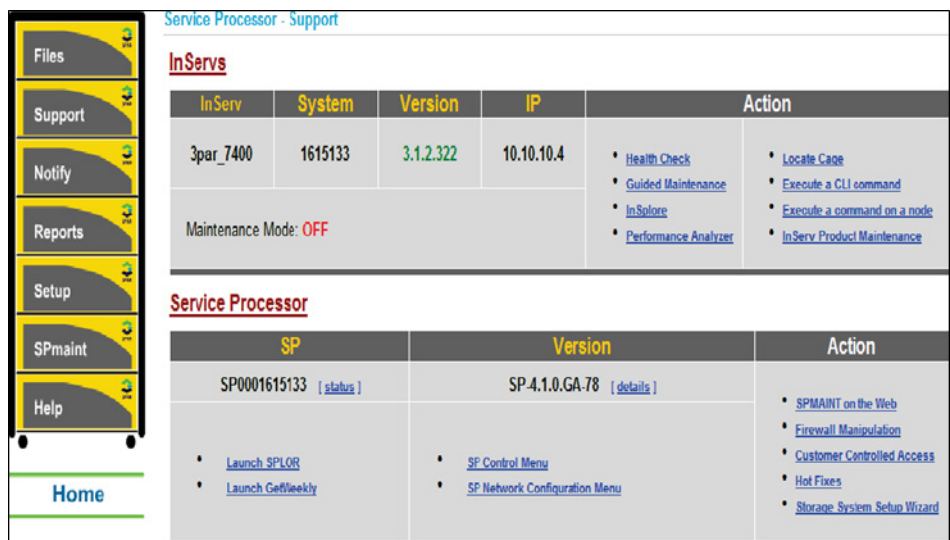 Service Processor - Support
Files
Support
Notify
Reports
Setup
SPmaint
Help
Home
InServs
InServ System Version IP Action
3par_7400 1615133 3.1.2.322 10.10.10.4
Health Check
Guided Maintenance
InSplore
Performance Analyzer
Locate Cage
Execute a CLI command
Execute a command on a node
InServ Product Maintenance
Maintenance Mode: OFF
Service Processor
SP Version Action
SP0001615133 [ status ] SP-4.1.0.GA-78 [ details ]
Launch SPLOR
Launch GetWeekly
SP Control Menu
SP Network Configuration Menu
SPMAINT on the Web
Firewall Manipulation
Customer Controlled Access
Hot Fixes
Storage System Setup Wizard